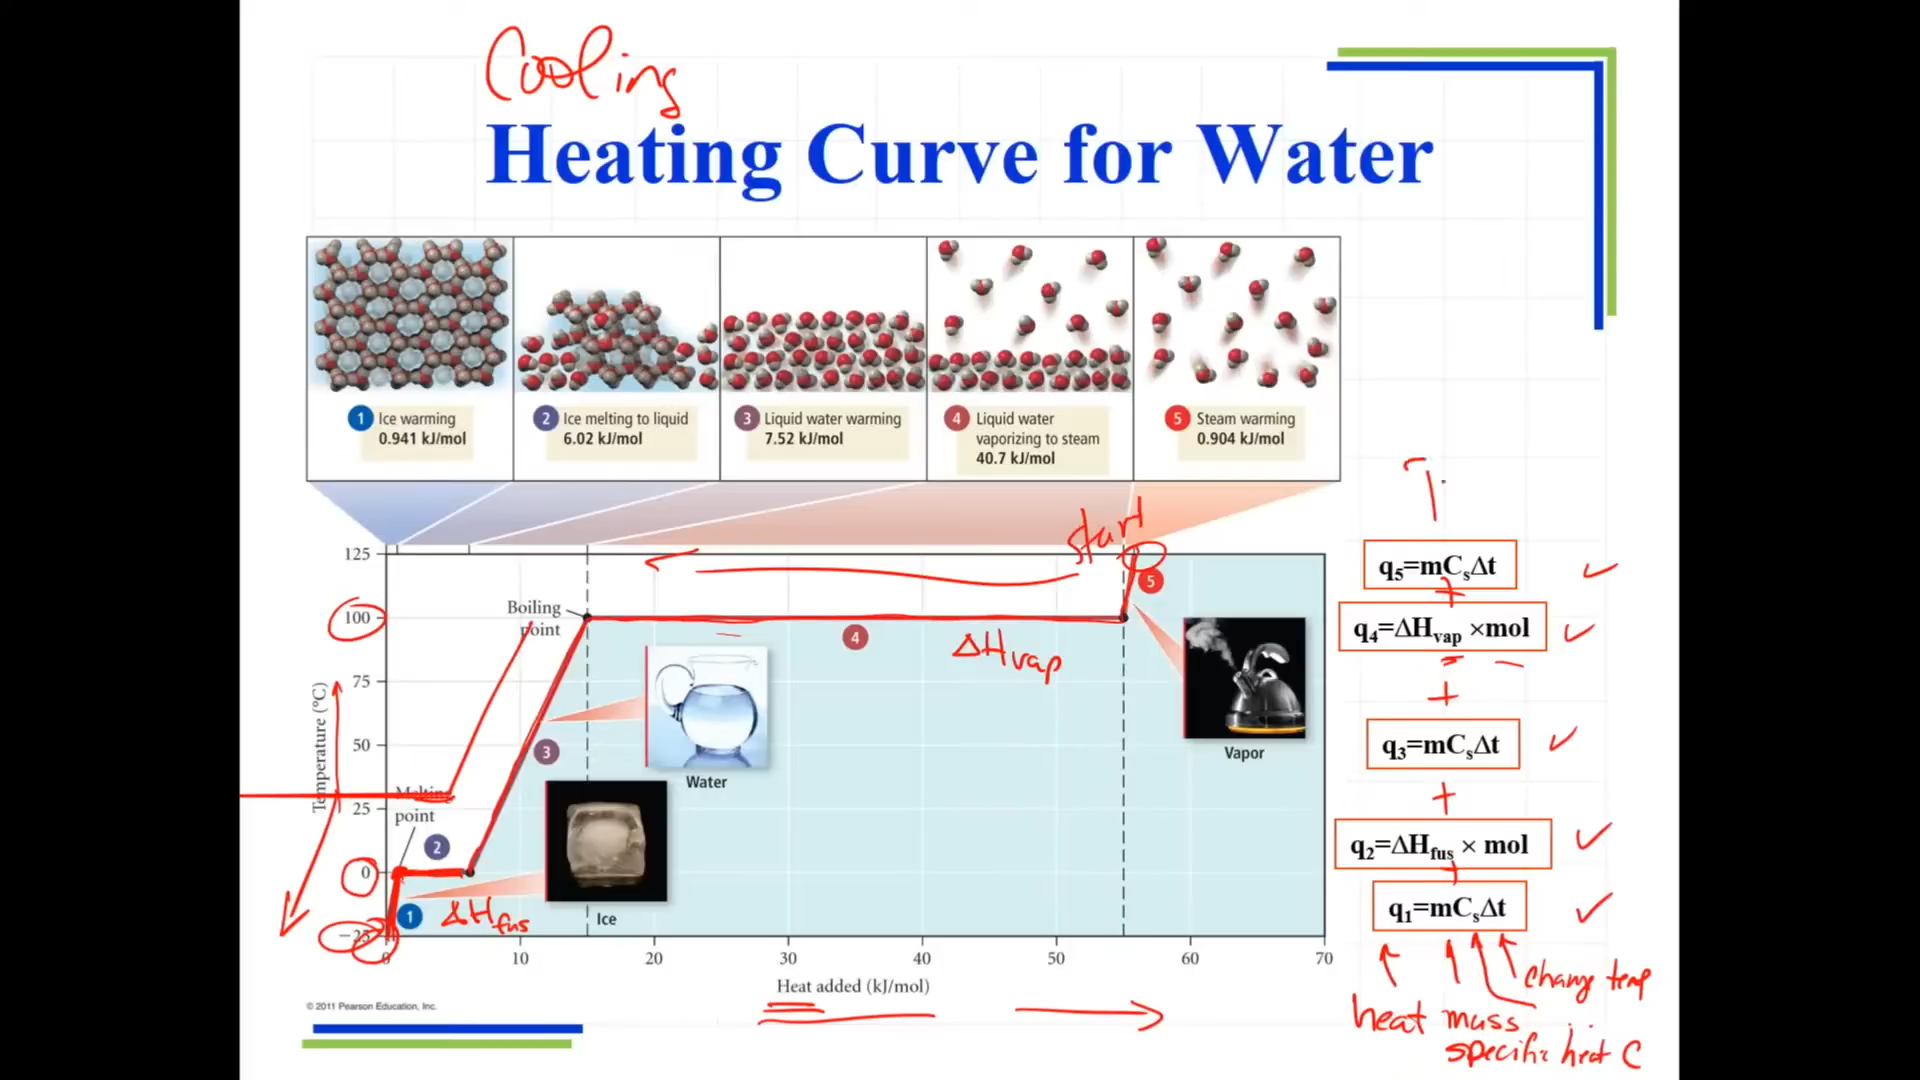 Cooling
Heating Curve for Water
1 Ice warming
0.941 kJ/mol
2 Ice melting to liquid
6.02 kJ/mol
3 Liquid water warming
7.52 kJ/mol
4 Liquid water
vaporizing to steam
40.7 kJ/mol
5 Steam warming
0.904 kJ/mol
start
125
100
75
50
25
0
−25
Temperature (°C)
Boiling
point
Melting
point
1
2
3
4
5
ΔHvap
ΔHfus
Water
Ice
Vapor
0 10 20 30 40 50 60 70
Heat added (kJ/mol)
© 2011 Pearson Education, Inc.
q5=mCsΔt
+
q4=ΔHvap ×mol
+
q3=mCsΔt
+
q2=ΔHfus × mol
+
q1=mCsΔt
change temp
heat mass
specific heat C